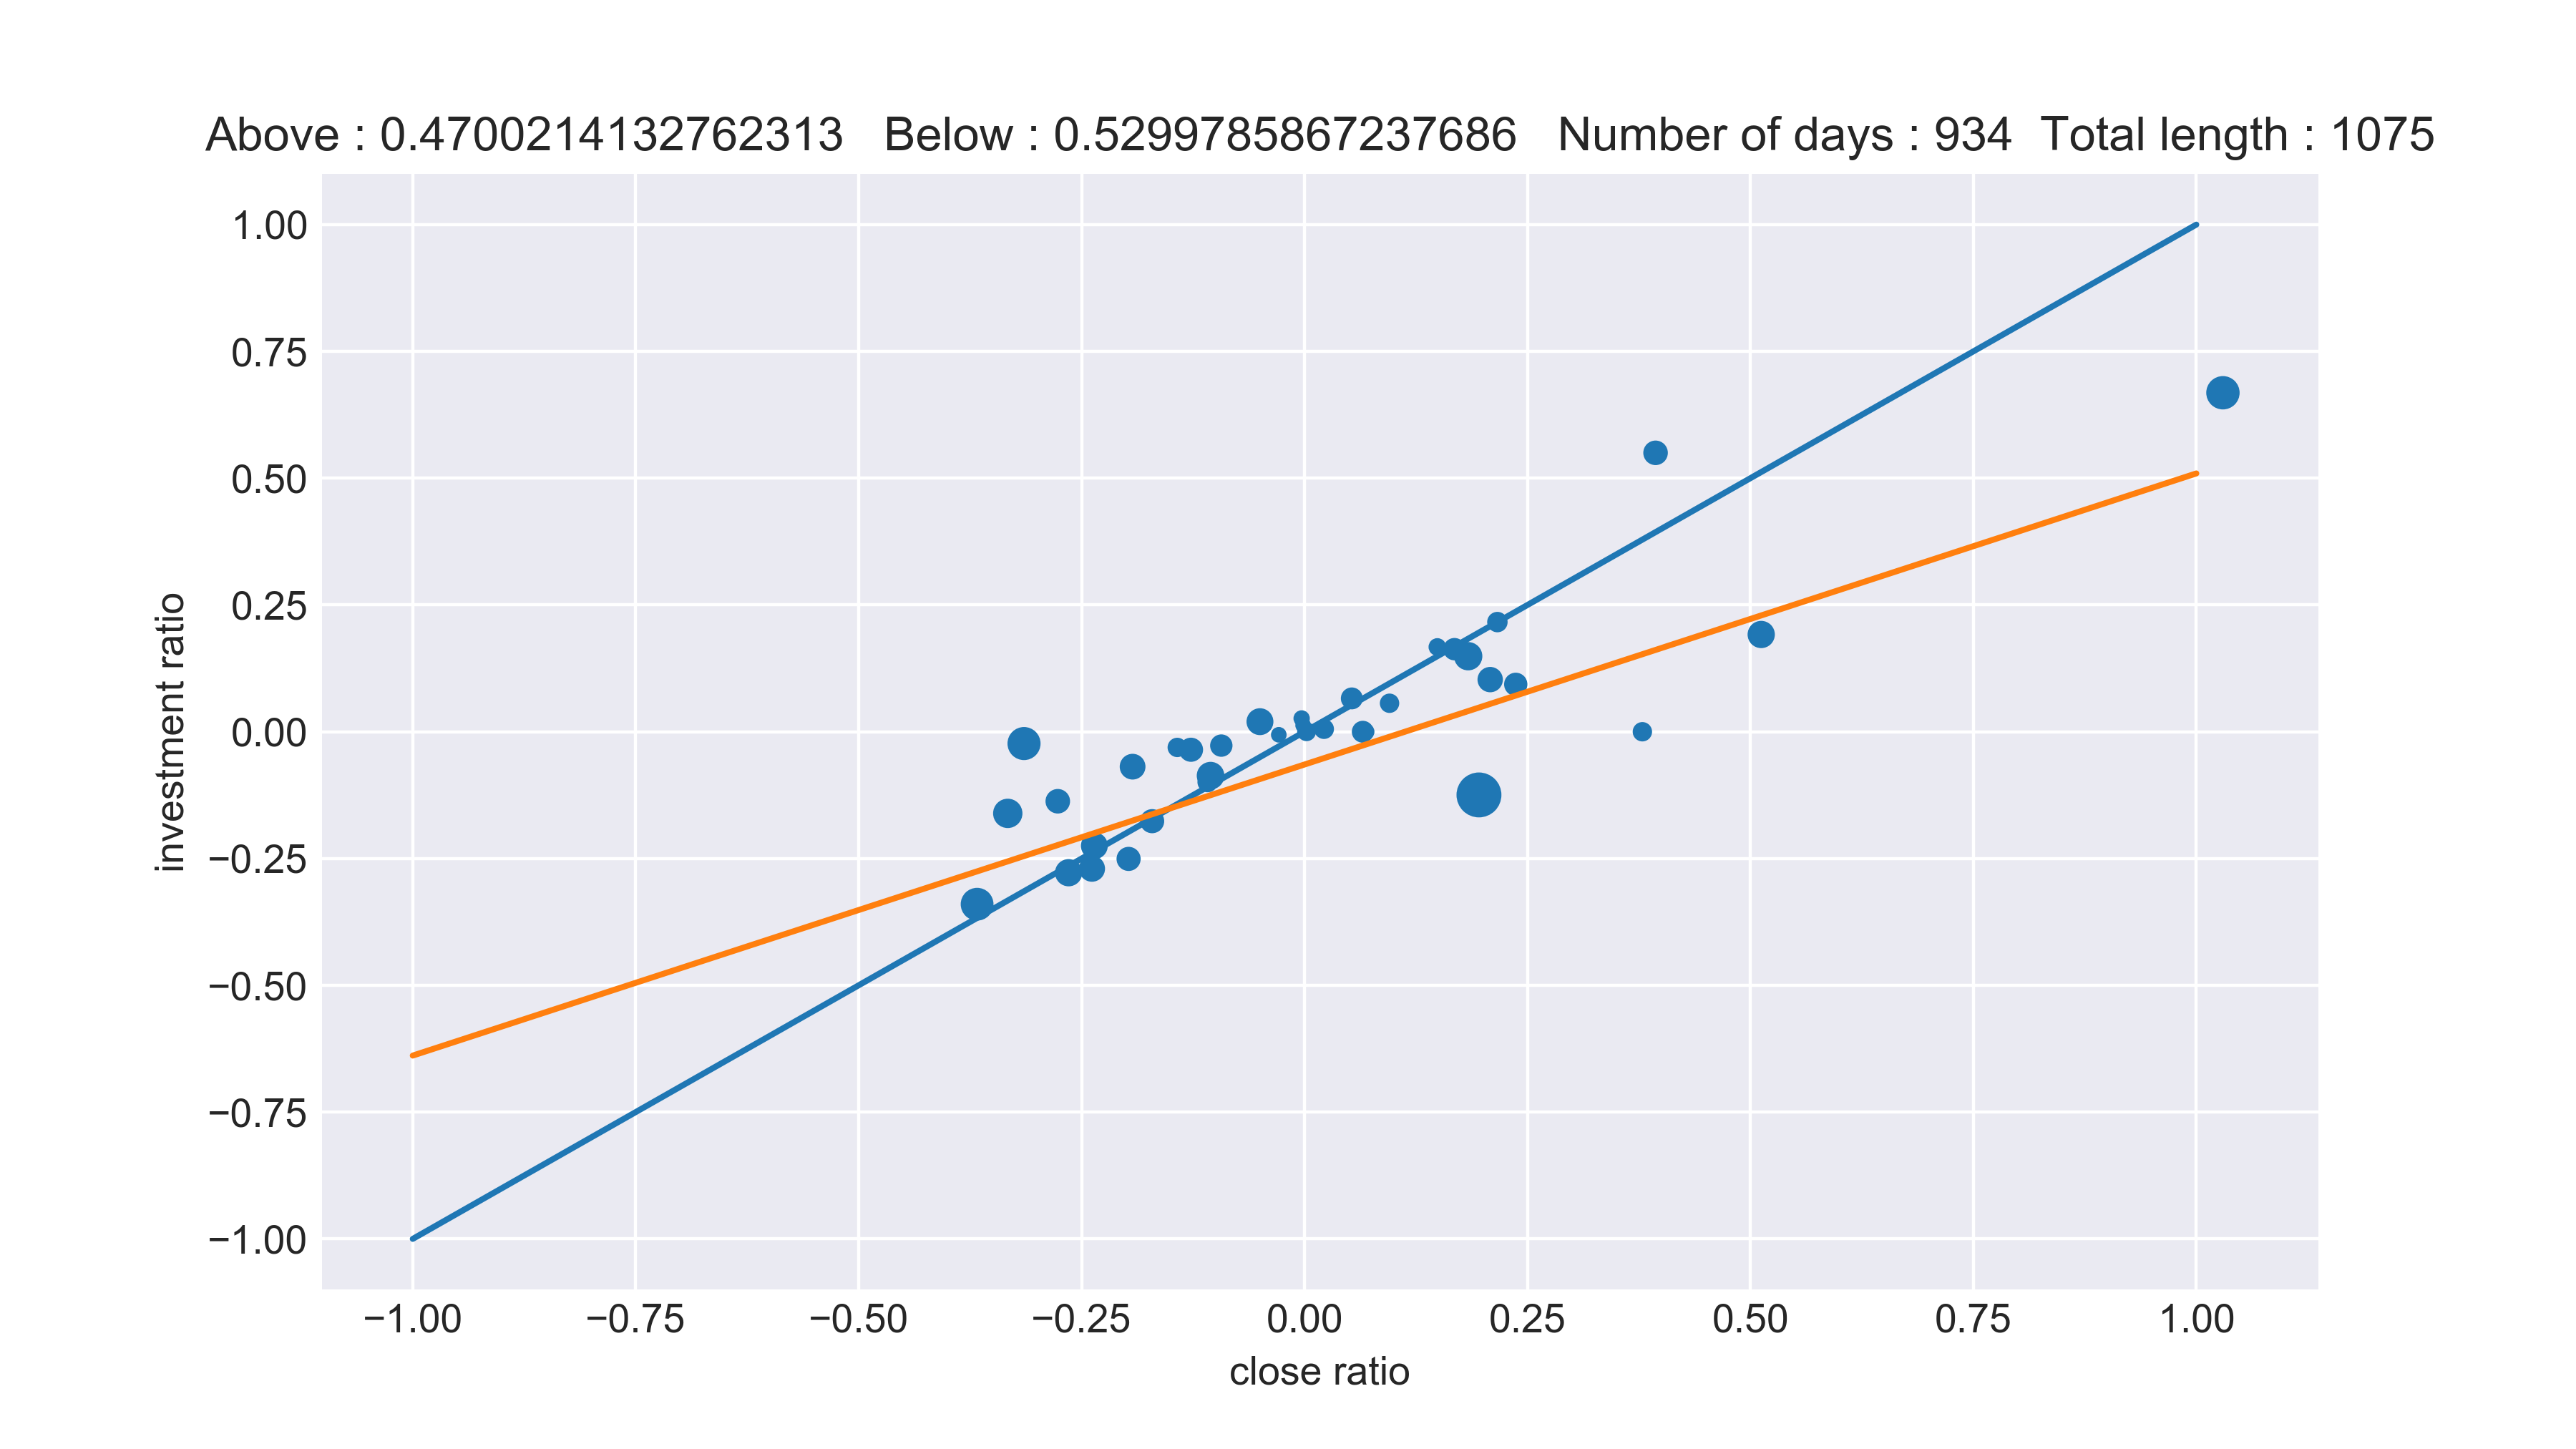 Above : 0.4700214132762313   Below : 0.5299785867237686   Number of days : 934  Total length : 1075
1.00
0.75
0.50
0.25
0.00
−0.25
−0.50
−0.75
−1.00
investment ratio
−1.00 −0.75 −0.50 −0.25 0.00 0.25 0.50 0.75 1.00
close ratio